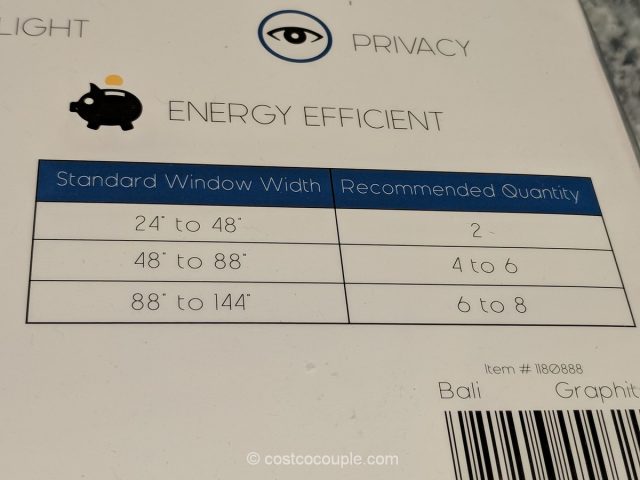 LIGHT
PRIVACY
ENERGY EFFICIENT
Standard Window Width Recommended Quantity
24" to 48" 2
48" to 88" 4 to 6
88" to 144" 6 to 8
Item # 1180888
Bali Graphit
© costcocouple.com